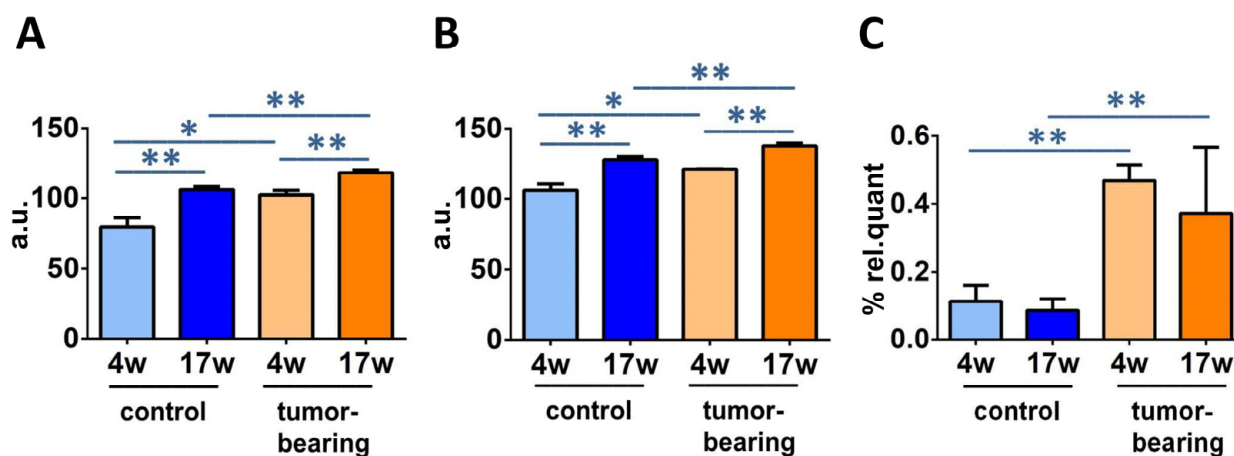 A
**
*
**
**
150
100
50
0
a.u.
4w 17w 4w 17w
control tumor-
bearing
B
**
*
**
**
150
100
50
0
a.u.
4w 17w 4w 17w
control tumor-
bearing
C
**
**
0.6
0.4
0.2
0.0
% rel.quant
4w 17w 4w 17w
control tumor-
bearing